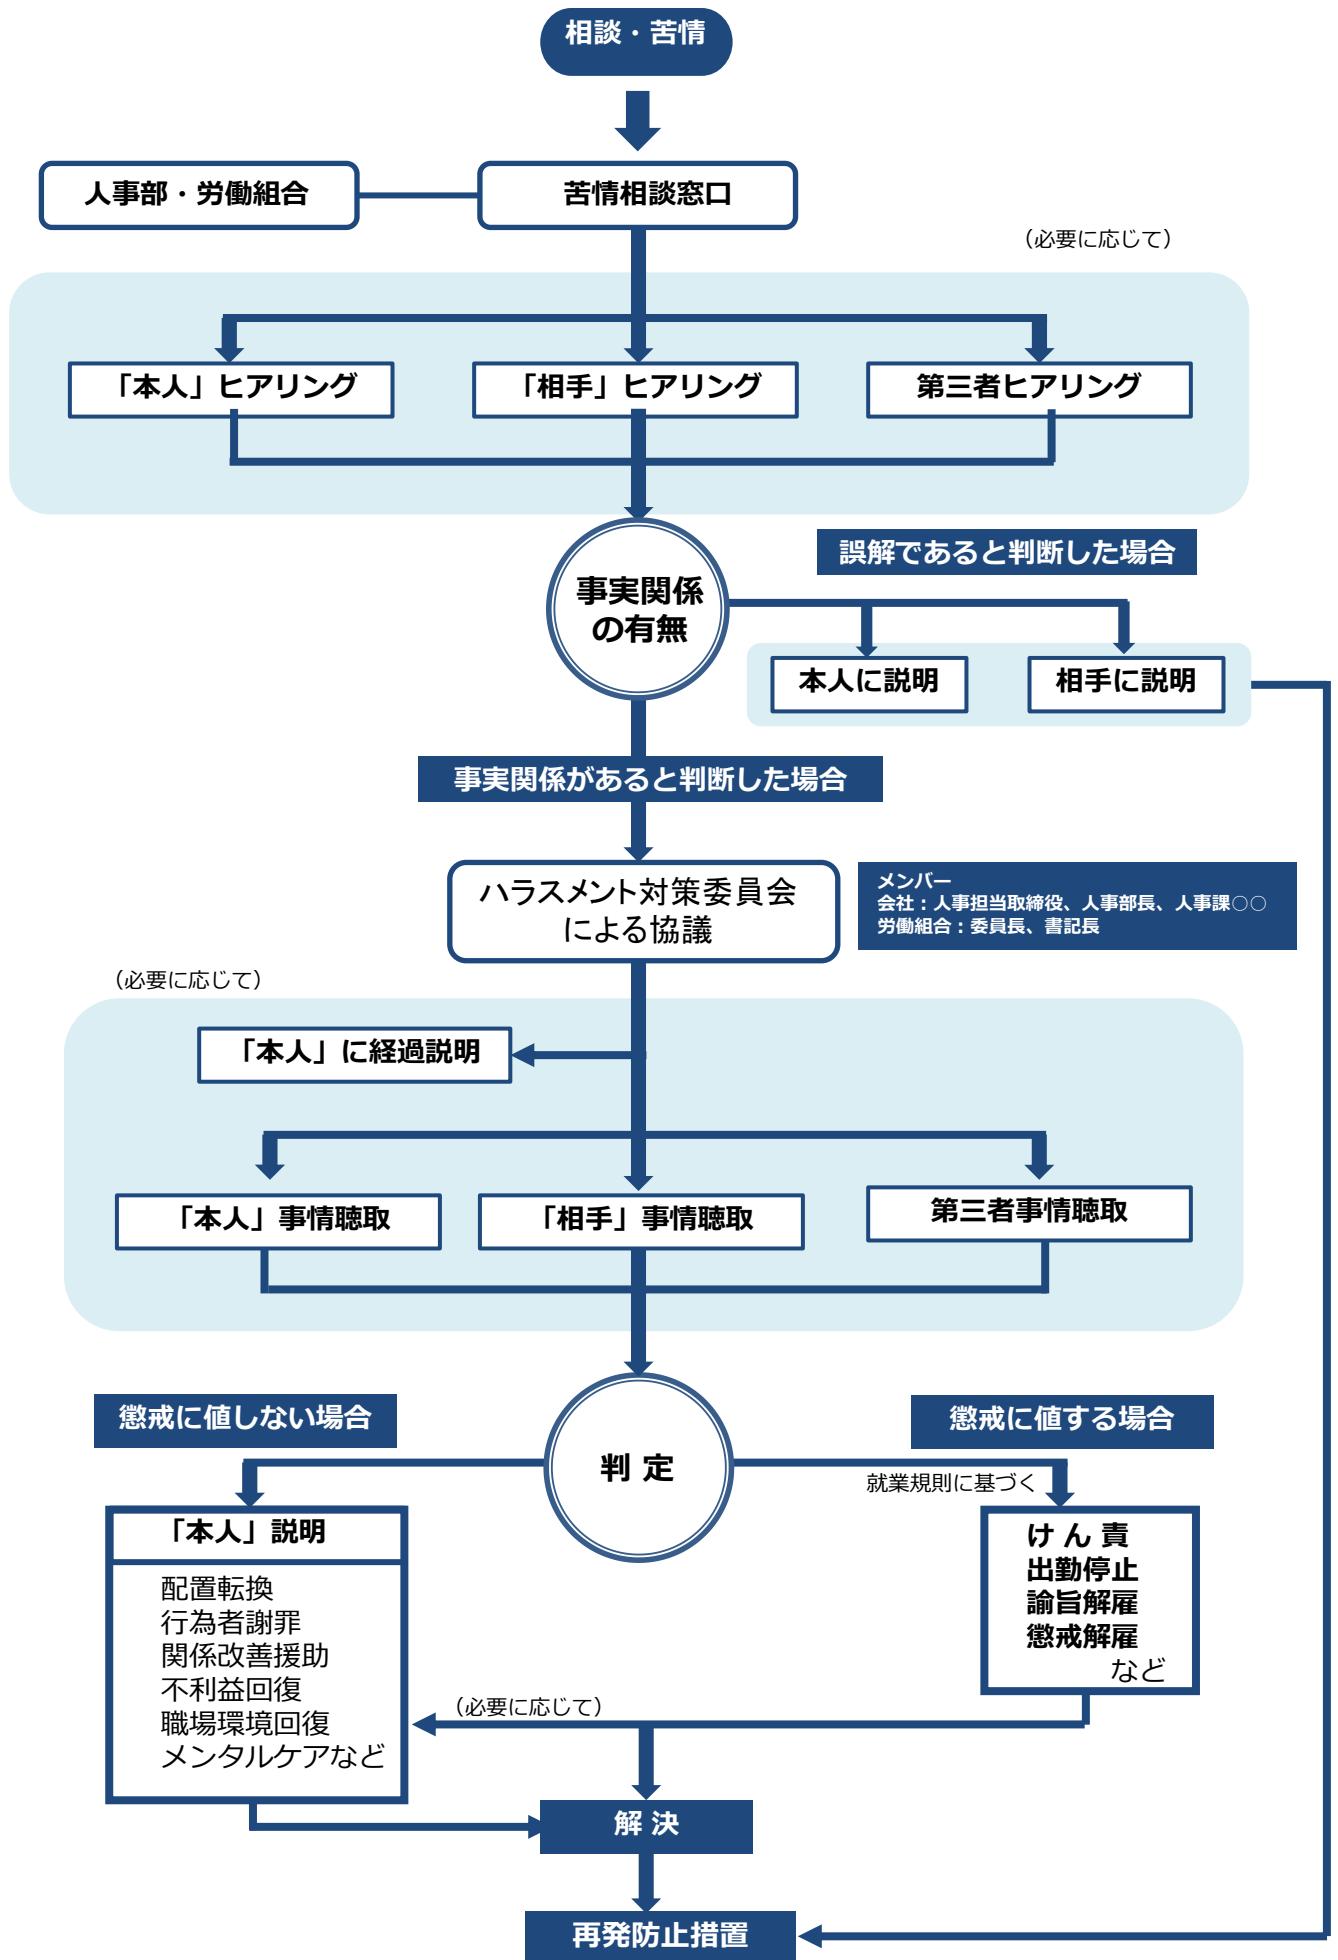 相談・苦情
人事部・労働組合
苦情相談窓口
（必要に応じて）
「本人」ヒアリング
「相手」ヒアリング
第三者ヒアリング
誤解であると判断した場合
事実関係
の有無
本人に説明
相手に説明
事実関係があると判断した場合
ハラスメント対策委員会
による協議
メンバー
会社：人事担当取締役、人事部長、人事課○○
労働組合：委員長、書記長
（必要に応じて）
「本人」に経過説明
「本人」事情聴取
「相手」事情聴取
第三者事情聴取
懲戒に値しない場合
懲戒に値する場合
判 定
就業規則に基づく
「本人」説明
配置転換
行為者謝罪
関係改善援助
不利益回復
職場環境回復
メンタルケアなど
け ん 責
出勤停止
諭旨解雇
懲戒解雇
など
（必要に応じて）
解 決
再発防止措置